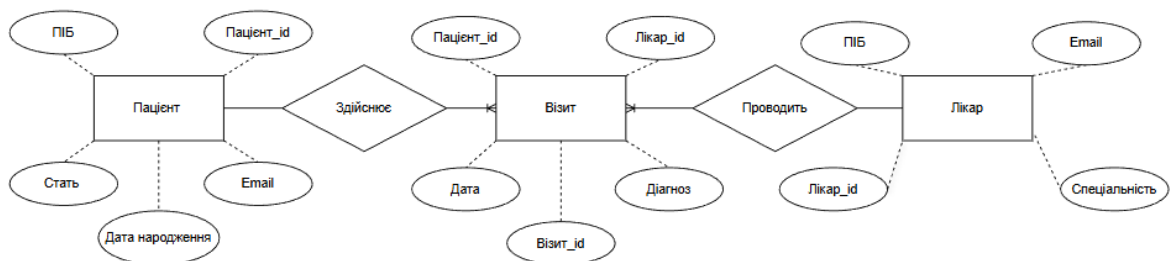 ПІБ
Пацієнт_id
Пацієнт_id
Лікар_id
ПІБ
Email
Пацієнт
Здійснює
Візит
Проводить
Лікар
Стать
Email
Дата
Діагноз
Лікар_id
Спеціальність
Дата народження
Візит_id